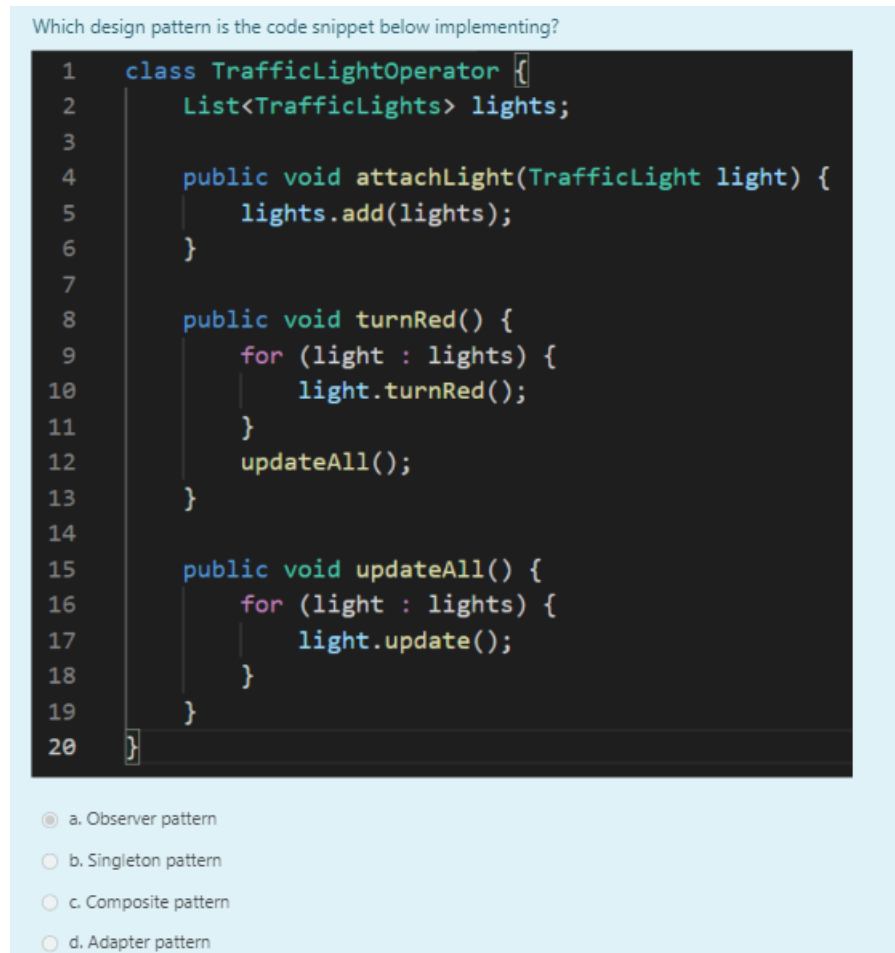 Which design pattern is the code snippet below implementing?
1 class TrafficLightOperator {
2 List<TrafficLights> lights;
3
4 public void attachLight(TrafficLight light) {
5 lights.add(lights);
6 }
7
8 public void turnRed() {
9 for (light : lights) {
10 light.turnRed();
11 }
12 updateAll();
13 }
14
15 public void updateAll() {
16 for (light : lights) {
17 light.update();
18 }
19 }
20 }
a. Observer pattern
b. Singleton pattern
c. Composite pattern
d. Adapter pattern